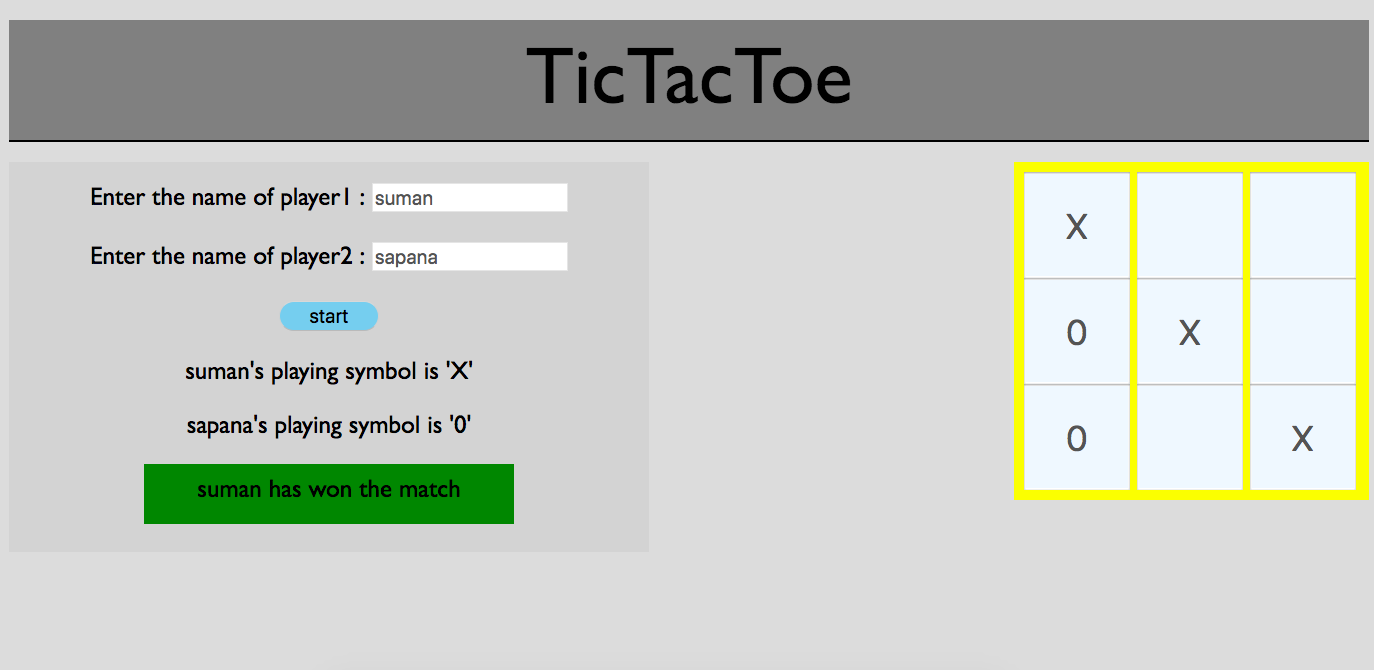 TicTacToe
Enter the name of player1 : suman
Enter the name of player2 : sapana
start
suman's playing symbol is 'X'
sapana's playing symbol is '0'
suman has won the match
X
0 X
0 X